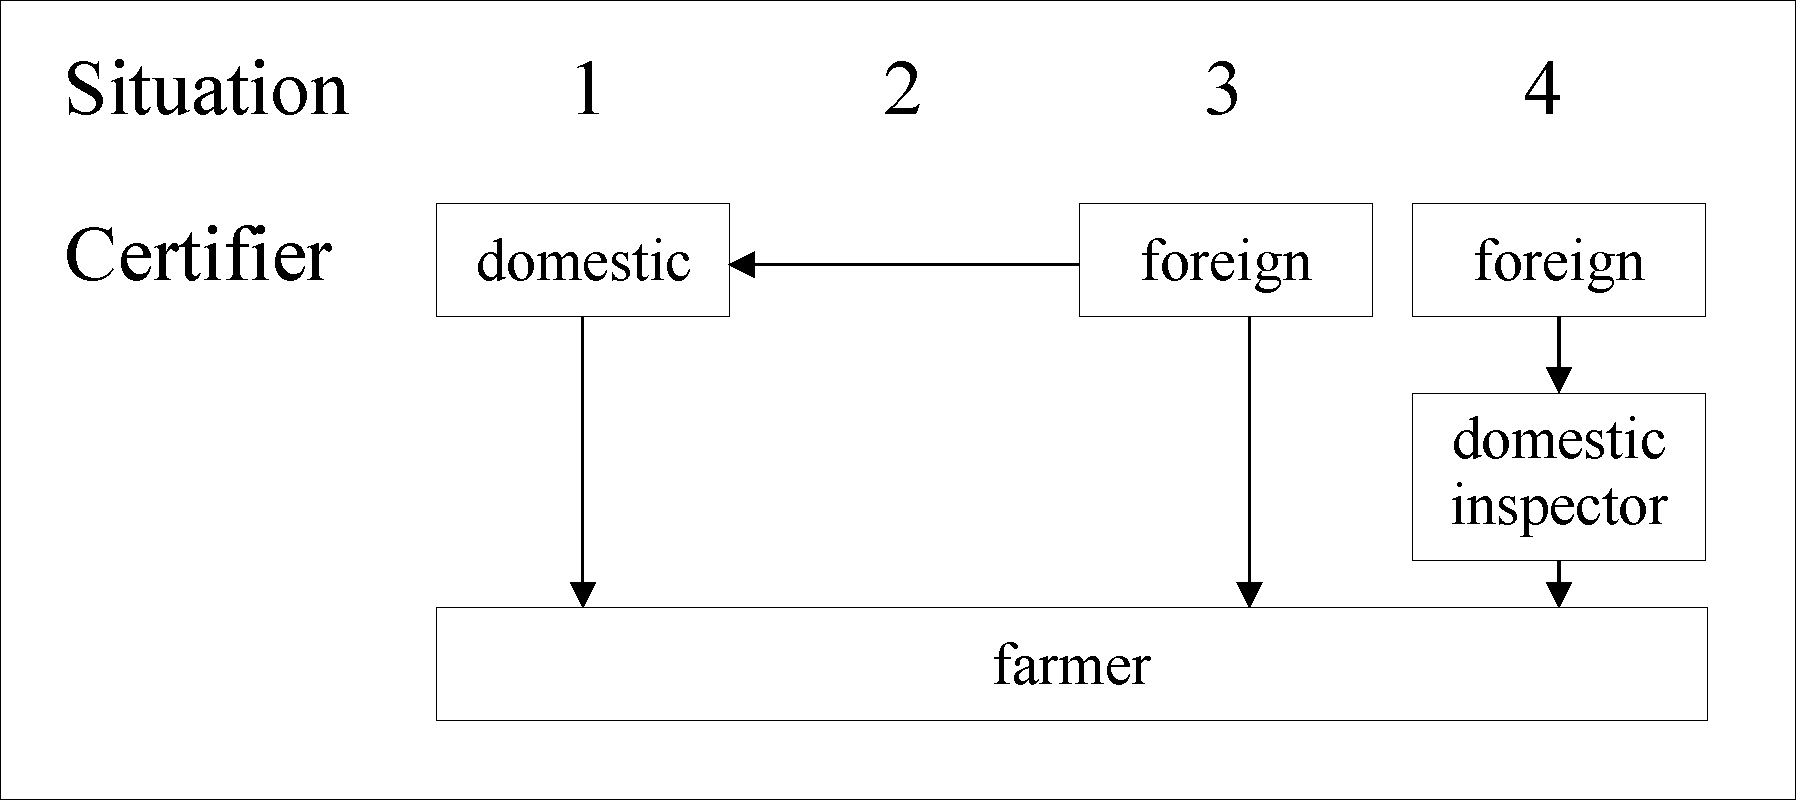 Situation 1 2 3 4
Certifier domestic foreign foreign
domestic
inspector
farmer